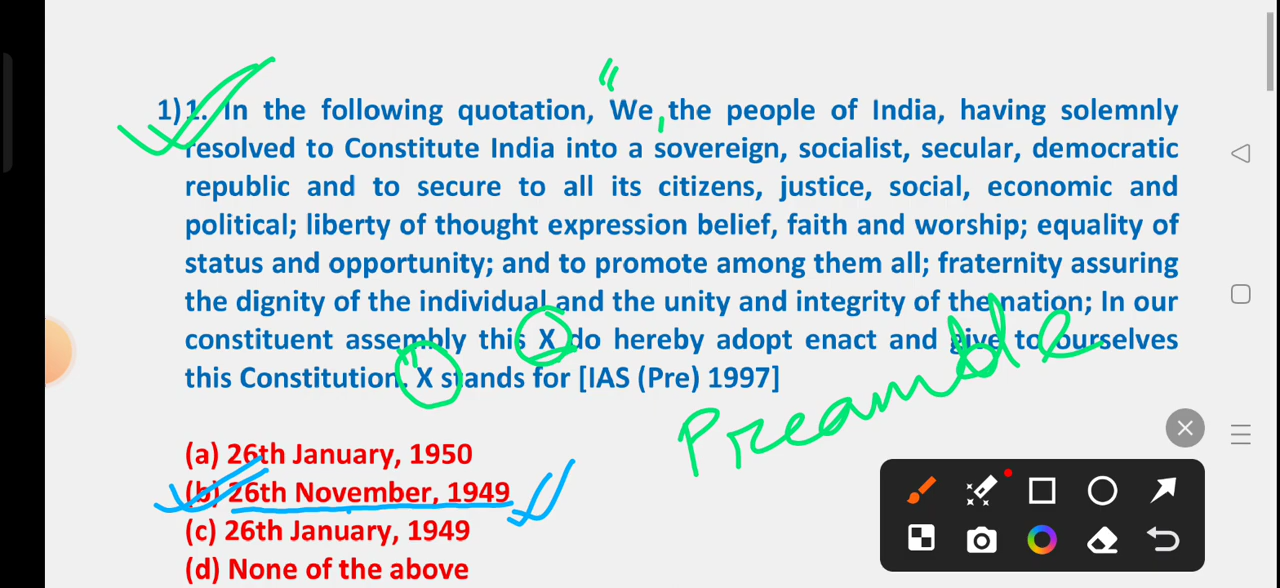 1) 1. In the following quotation, "We, the people of India, having solemnly
resolved to Constitute India into a sovereign, socialist, secular, democratic
republic and to secure to all its citizens, justice, social, economic and
political; liberty of thought expression belief, faith and worship; equality of
status and opportunity; and to promote among them all; fraternity assuring
the dignity of the individual and the unity and integrity of the nation; In our
constituent assembly this X do hereby adopt enact and give to ourselves
this Constitution." X stands for [IAS (Pre) 1997]
Preamble
(a) 26th January, 1950
(b) 26th November, 1949
(c) 26th January, 1949
(d) None of the above